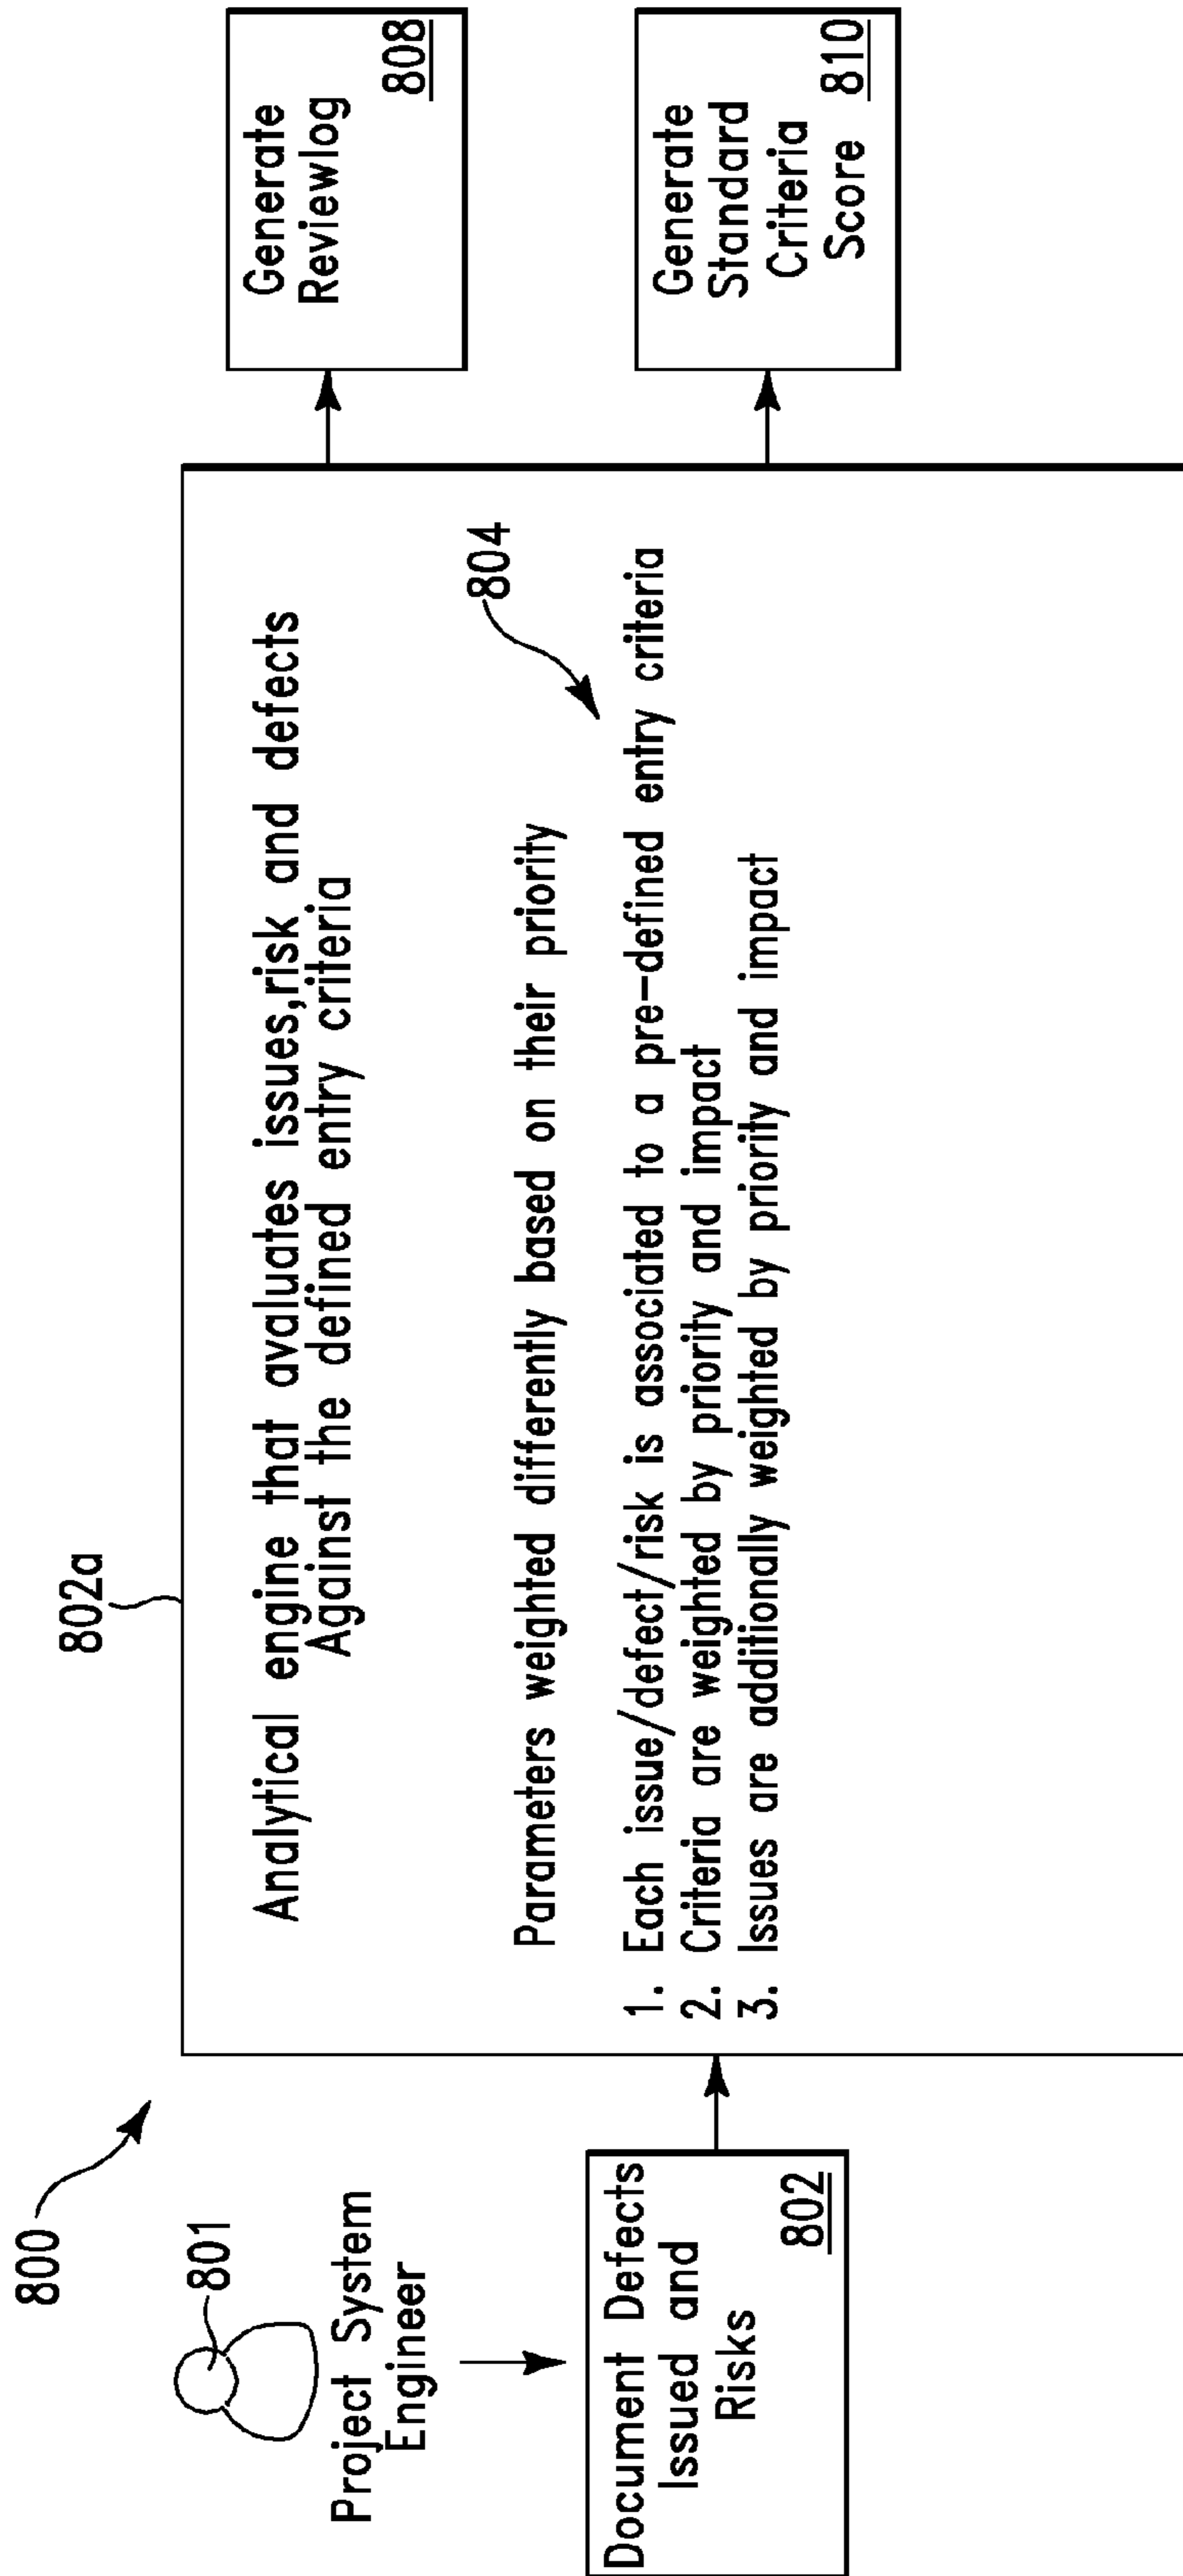 800
801
Project System
Engineer
Document Defects
Issued and
Risks
802
802a
Analytical engine that avaluates issues,risk and defects
Against the defined entry criteria
Parameters weighted differently based on their priority
804
1. Each issue/defect/risk is associated to a pre-defined entry criteria
2. Criteria are weighted by priority and impact
3. Issues are additionally weighted by priority and impact
Generate
Reviewlog
808
Generate
Standard
Criteria
Score 810